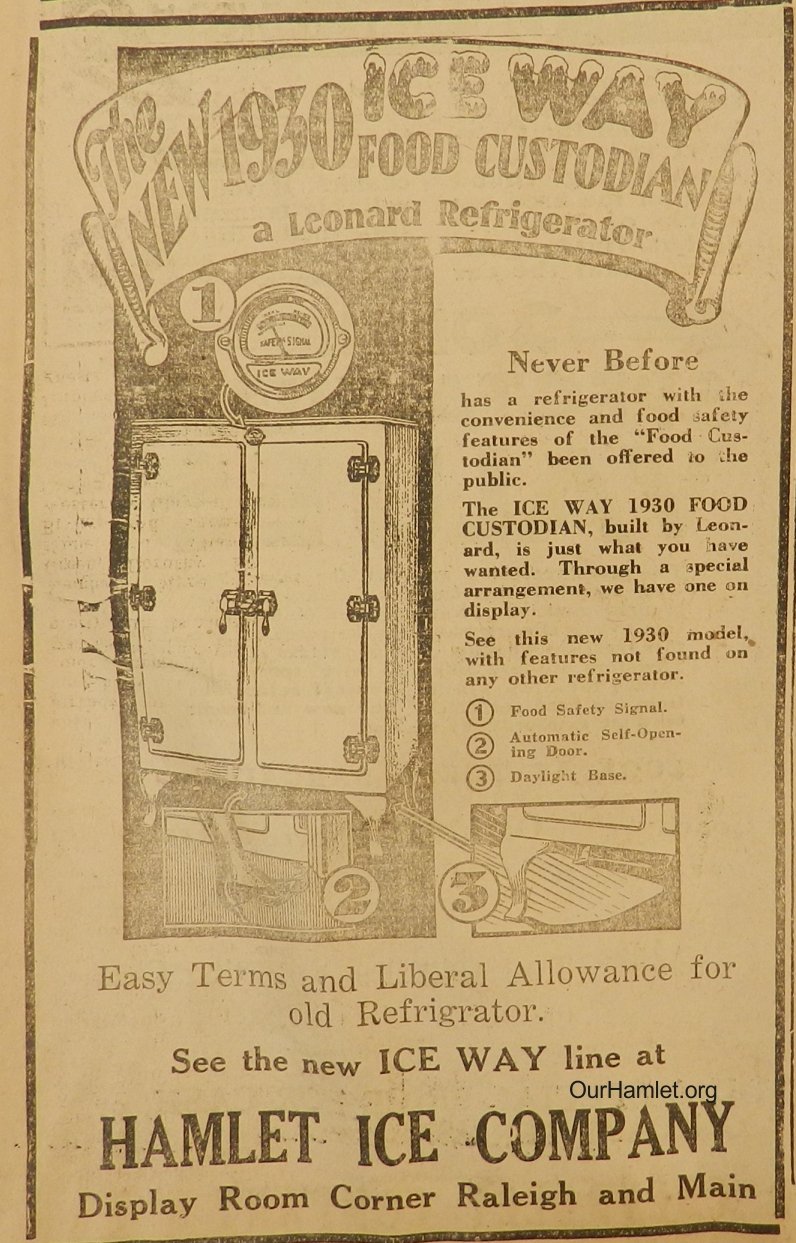 The NEW 1930 ICE WAY
FOOD CUSTODIAN
a Leonard Refrigerator
1
SAFETY SIGNAL
ICE WAY
Never Before
has a refrigerator with the
convenience and food safety
features of the “Food Cus-
todian” been offered to the
public.
The ICE WAY 1930 FOOD
CUSTODIAN, built by Leon-
ard, is just what you have
wanted. Through a special
arrangement, we have one on
display.
See this new 1930 model,
with features not found on
any other refrigerator.
1 Food Safety Signal.
2 Automatic Self-Open-
ing Door.
3 Daylight Base.
2
3
Easy Terms and Liberal Allowance for
old Refrigrator.
See the new ICE WAY line at
OurHamlet.org
HAMLET ICE COMPANY
Display Room Corner Raleigh and Main